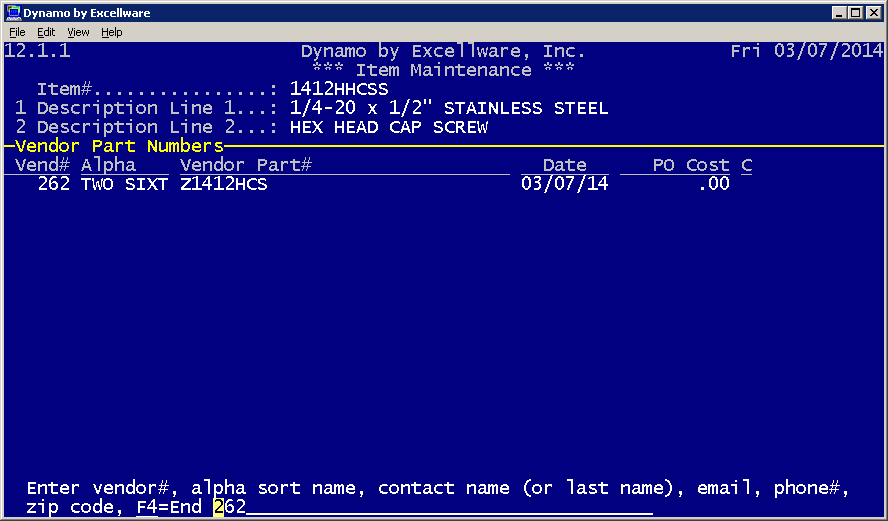 Dynamo by Excellware
File Edit View Help
12.1.1 Dynamo by Excellware, Inc. Fri 03/07/2014
*** Item Maintenance ***
Item#................: 1412HHCSS
1 Description Line 1...: 1/4-20 x 1/2" STAINLESS STEEL
2 Description Line 2...: HEX HEAD CAP SCREW
Vendor Part Numbers
Vend# Alpha Vendor Part# Date PO Cost C
262 TWO SIXT Z1412HCS 03/07/14 .00
Enter vendor#, alpha sort name, contact name (or last name), email, phone#,
zip code, F4=End 262